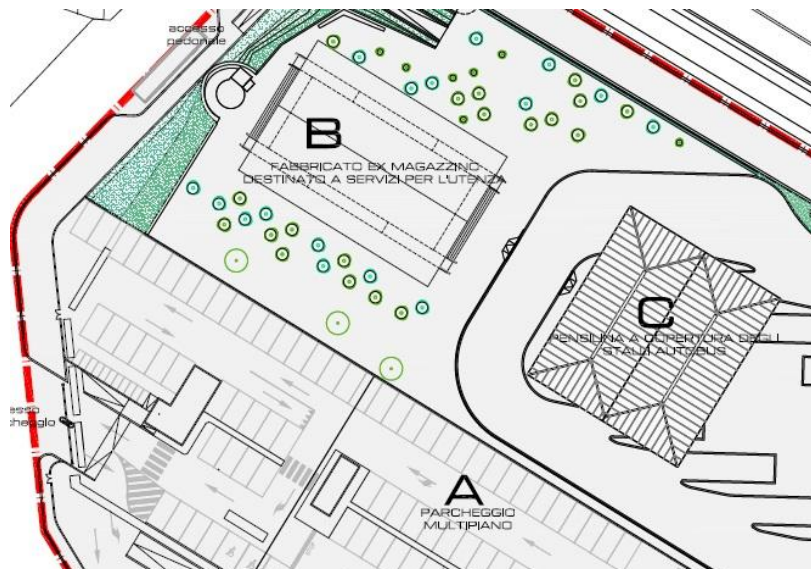 accesso
pedonale
B
FABBRICATO EX MAGAZZINO
DESTINATO A SERVIZI PER L'UTENZA
C
PENSILINA A COPERTURA DEGLI
STALLI AUTOBUS
A
PARCHEGGIO
MULTIPIANO